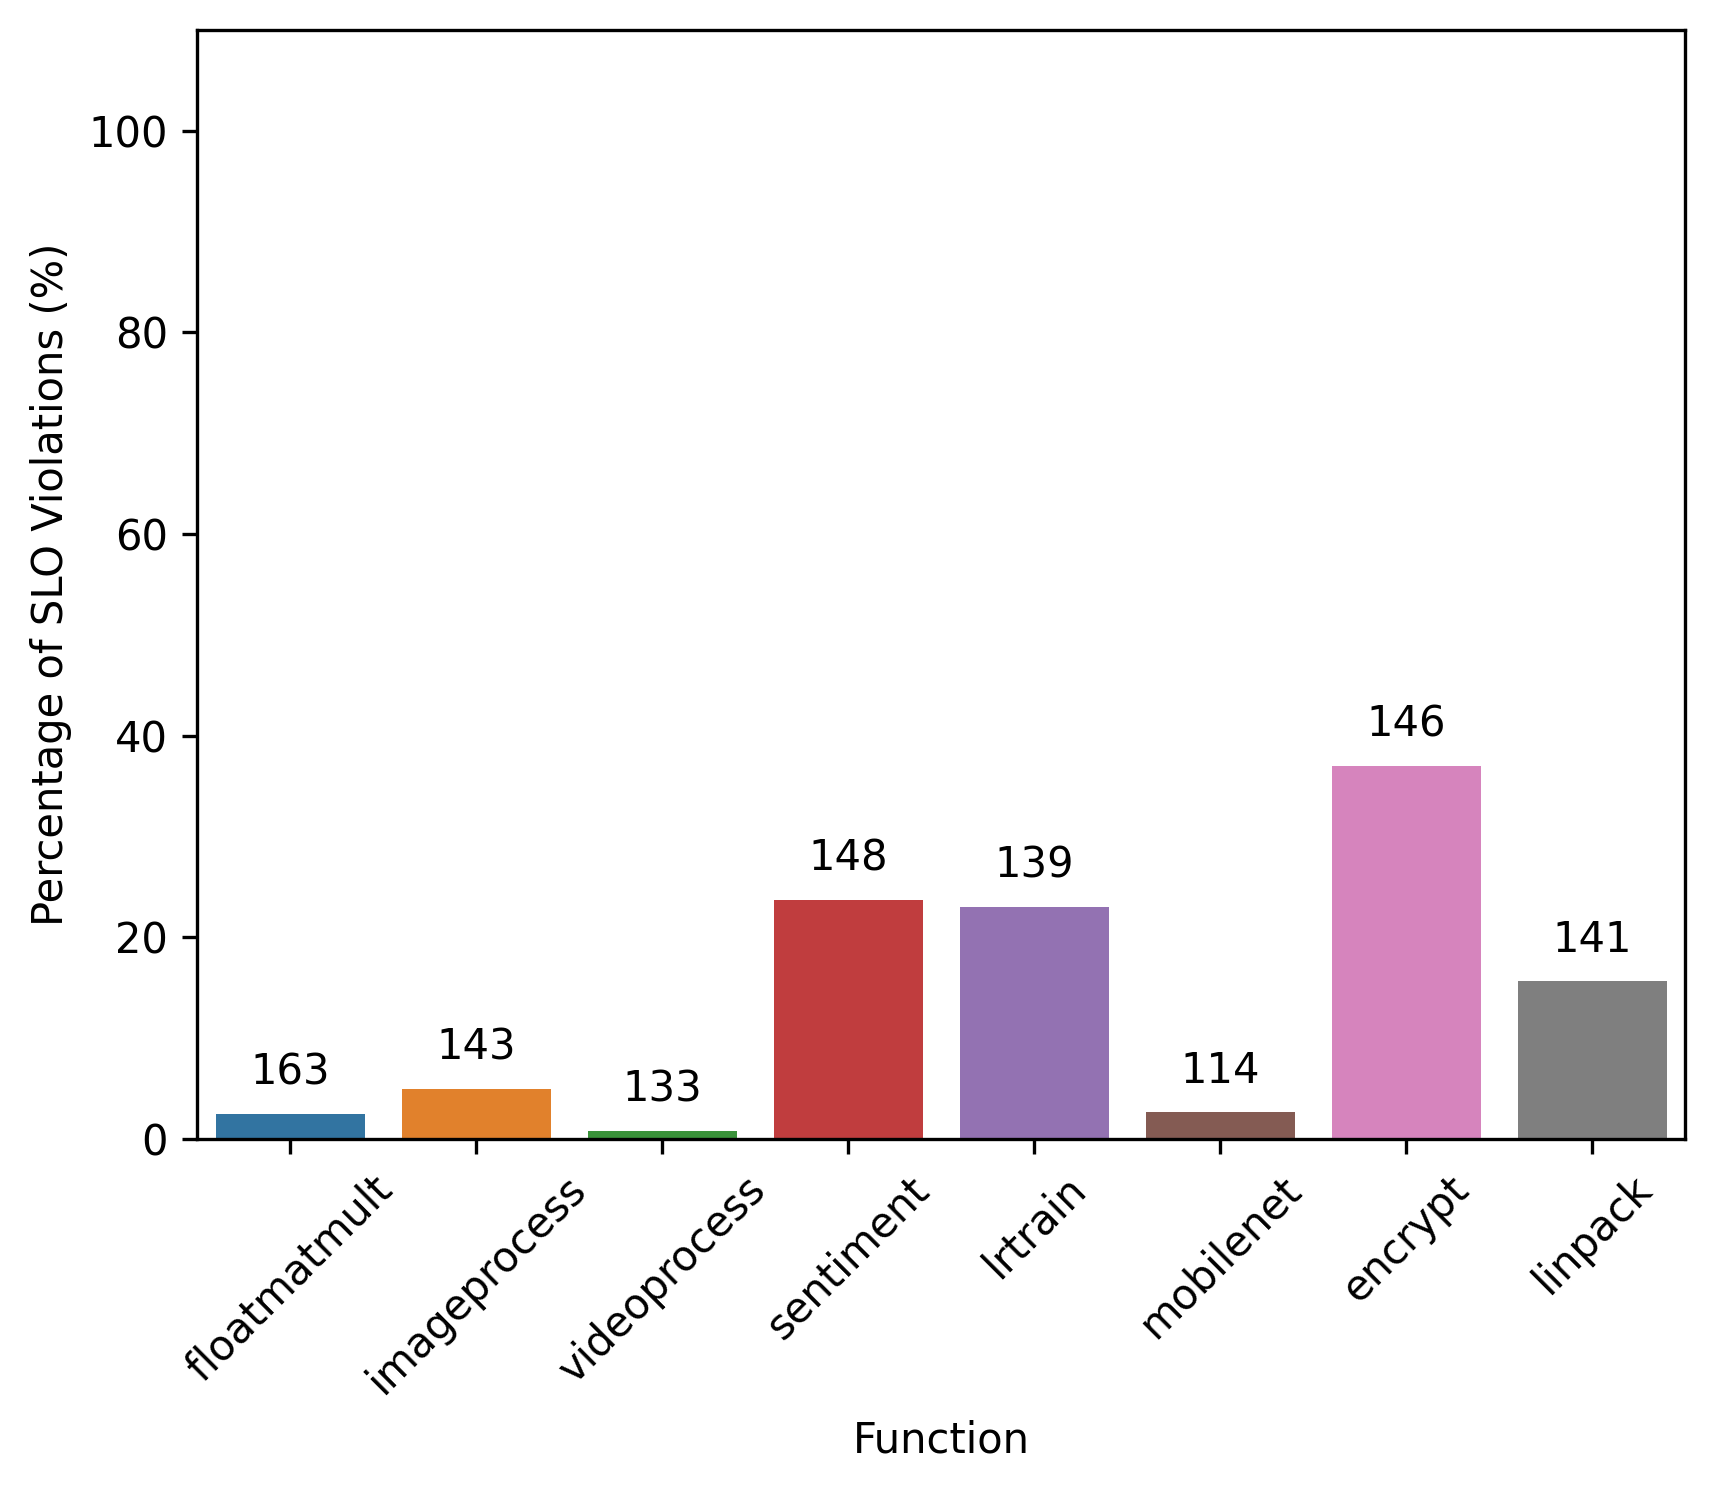 Percentage of SLO Violations (%)
100
80
60
40
20
0
163
143
133
148
139
114
146
141
floatmatmult
imageprocess
videoprocess
sentiment
lrtrain
mobilenet
encrypt
linpack
Function